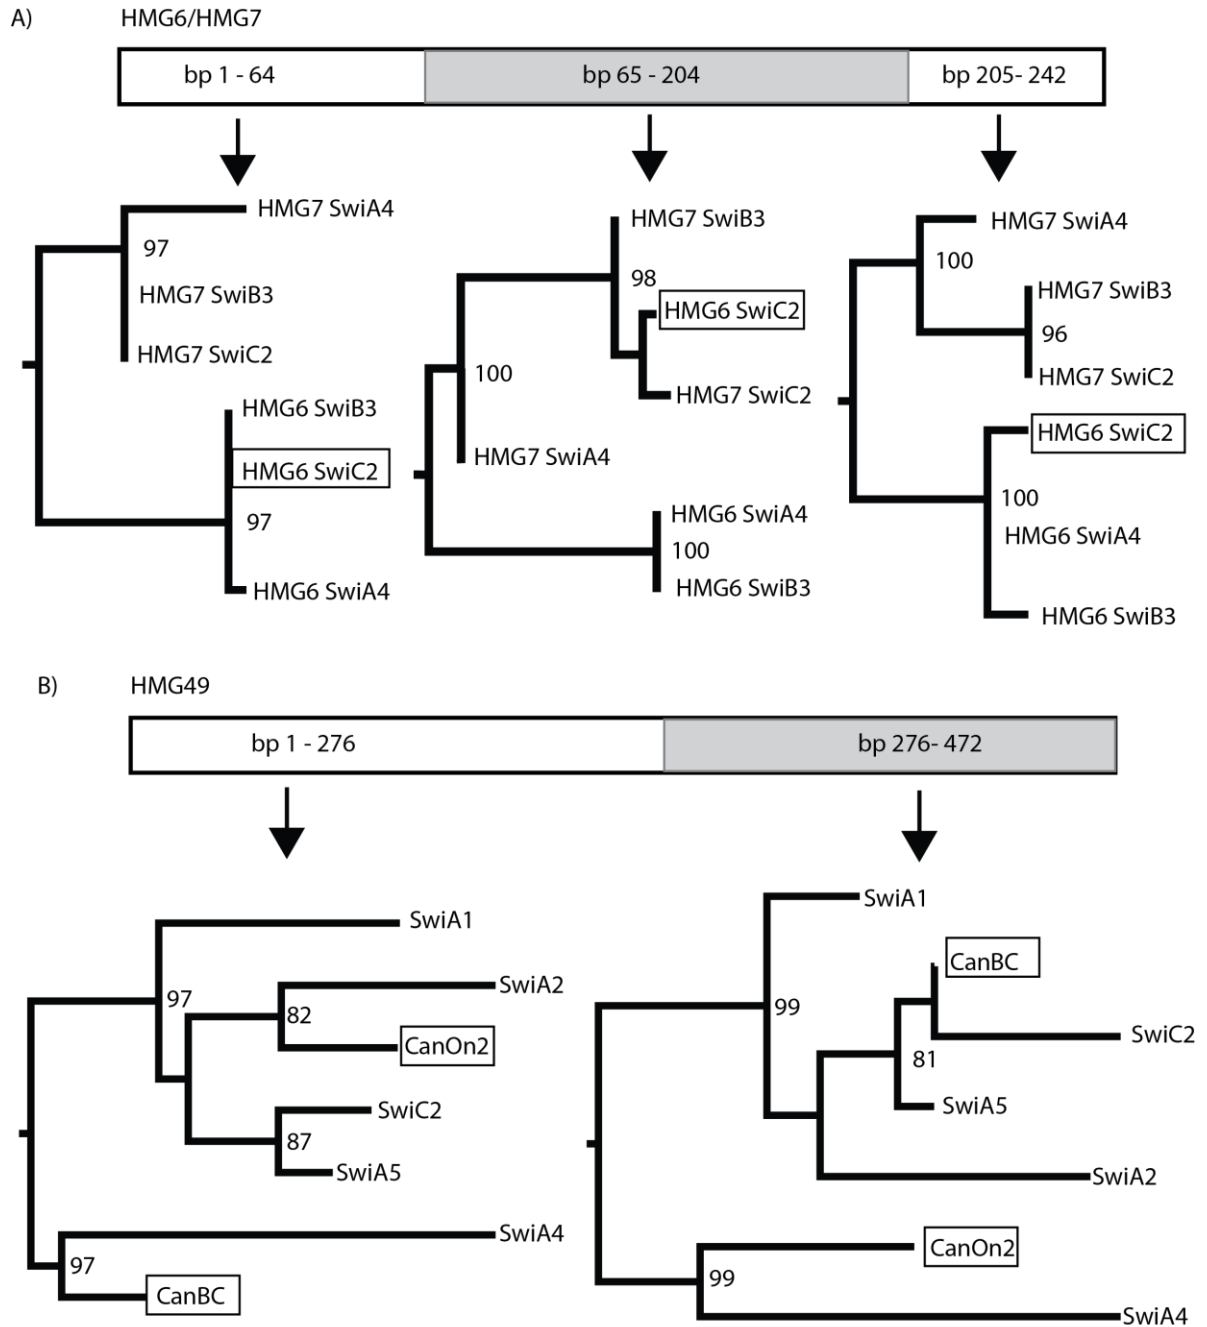 A)
HMG6/HMG7
bp 1 - 64
bp 65 - 204
bp 205- 242
HMG7 SwiA4
97
HMG7 SwiB3
HMG7 SwiC2
HMG6 SwiB3
HMG6 SwiC2
97
HMG6 SwiA4
HMG7 SwiB3
98
HMG6 SwiC2
100
HMG7 SwiC2
HMG7 SwiA4
HMG6 SwiA4
100
HMG6 SwiB3
HMG7 SwiA4
100
HMG7 SwiB3
96
HMG7 SwiC2
HMG6 SwiC2
100
HMG6 SwiA4
HMG6 SwiB3
B)
HMG49
bp 1 - 276
bp 276- 472
SwiA1
97
SwiA2
82
CanOn2
SwiC2
87
SwiA5
SwiA4
97
CanBC
SwiA1
CanBC
99
SwiC2
81
SwiA5
SwiA2
CanOn2
99
SwiA4